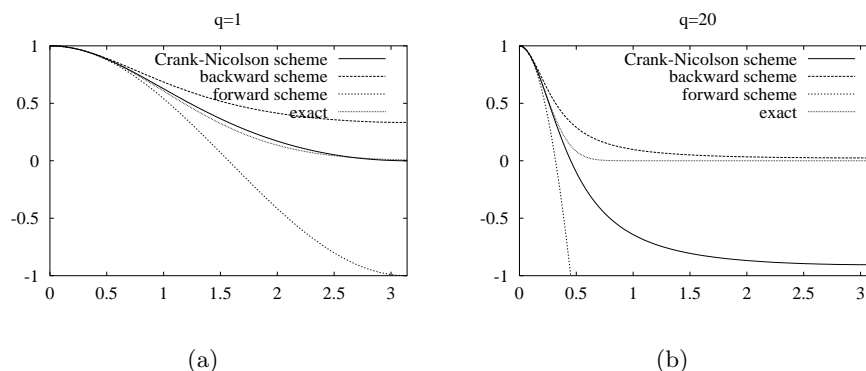 q=1
Crank-Nicolson scheme
backward scheme
forward scheme
exact
1
0.5
0
-0.5
-1
0 0.5 1 1.5 2 2.5 3
(a)
q=20
Crank-Nicolson scheme
backward scheme
forward scheme
exact
1
0.5
0
-0.5
-1
0 0.5 1 1.5 2 2.5 3
(b)